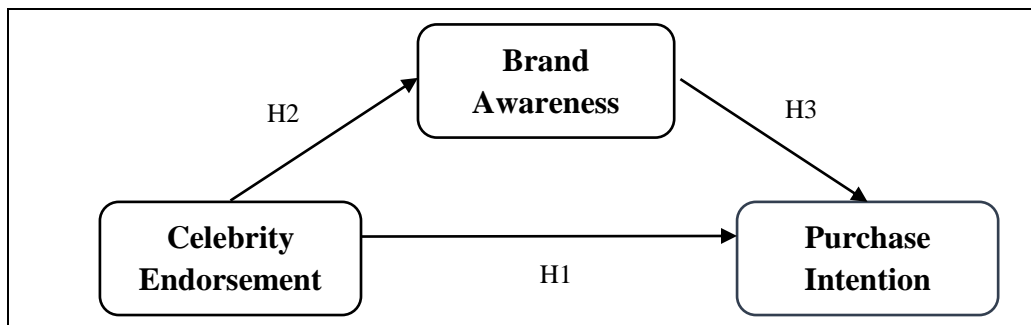 Brand
Awareness
H2
H3
Celebrity
Endorsement
H1
Purchase
Intention